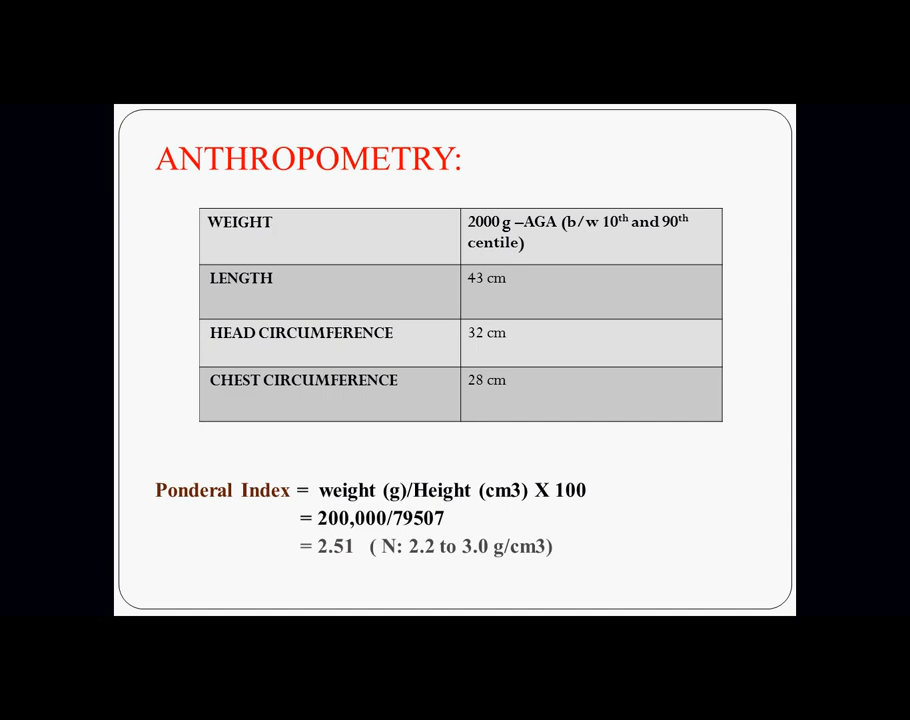 ANTHROPOMETRY:
WEIGHT
2000 g –AGA (b/w 10th and 90th
centile)
LENGTH
43 cm
HEAD CIRCUMFERENCE
32 cm
CHEST CIRCUMFERENCE
28 cm
Ponderal Index = weight (g)/Height (cm3) X 100
= 200,000/79507
= 2.51 ( N: 2.2 to 3.0 g/cm3)